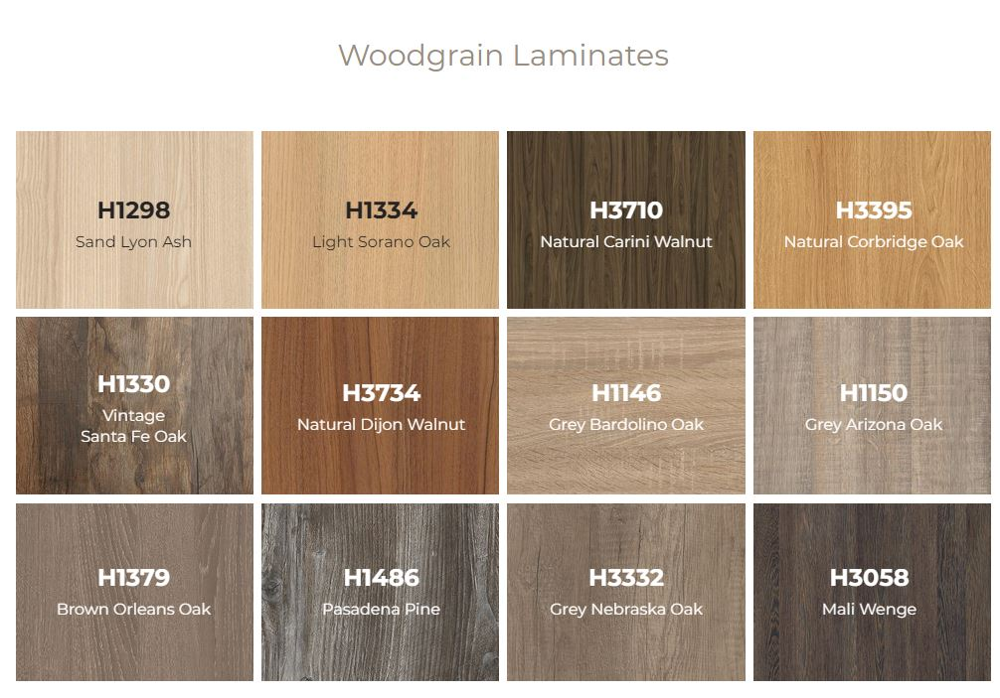 Woodgrain Laminates
H1298
Sand Lyon Ash
H1334
Light Sorano Oak
H3710
Natural Carini Walnut
H3395
Natural Corbridge Oak
H1330
Vintage
Santa Fe Oak
H3734
Natural Dijon Walnut
H1146
Grey Bardolino Oak
H1150
Grey Arizona Oak
H1379
Brown Orleans Oak
H1486
Pasadena Pine
H3332
Grey Nebraska Oak
H3058
Mali Wenge